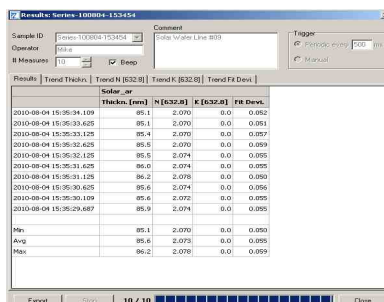 Results: Series-100804-153454
Sample ID Series-100804-153454
Operator Miha
# Measures 10 Beep
Comment
Solar Wafer Line #09
Trigger
Periodic every 500 ms
Manual
Results Trend Thickn. Trend N [632.8] Trend K [632.8] Trend Fit Devi.
Solar_ar
Thickn. [nm] N [632.8] K [632.8] Fit Devi.
2010-08-04 15:35:34.109 85.1 2.070 0.0 0.052
2010-08-04 15:35:33.625 85.1 2.070 0.0 0.051
2010-08-04 15:35:33.125 85.4 2.070 0.0 0.057
2010-08-04 15:35:32.625 85.5 2.070 0.0 0.059
2010-08-04 15:35:32.125 85.5 2.074 0.0 0.055
2010-08-04 15:35:31.625 86.0 2.074 0.0 0.055
2010-08-04 15:35:31.125 86.2 2.078 0.0 0.050
2010-08-04 15:35:30.625 85.6 2.074 0.0 0.056
2010-08-04 15:35:30.109 85.6 2.072 0.0 0.055
2010-08-04 15:35:29.687 85.9 2.074 0.0 0.055
Min 85.1 2.070 0.0 0.050
Avg 85.6 2.073 0.0 0.055
Max 86.2 2.078 0.0 0.059
Export Stop 10 / 10 Close